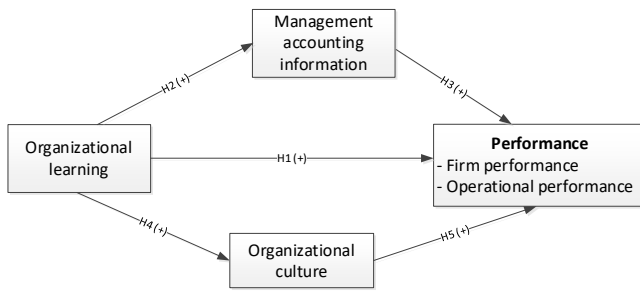 Management
accounting
information
H2 (+)
H3 (+)
Organizational
learning
H1 (+)
Performance
- Firm performance
- Operational performance
H4 (+)
H5 (+)
Organizational
culture